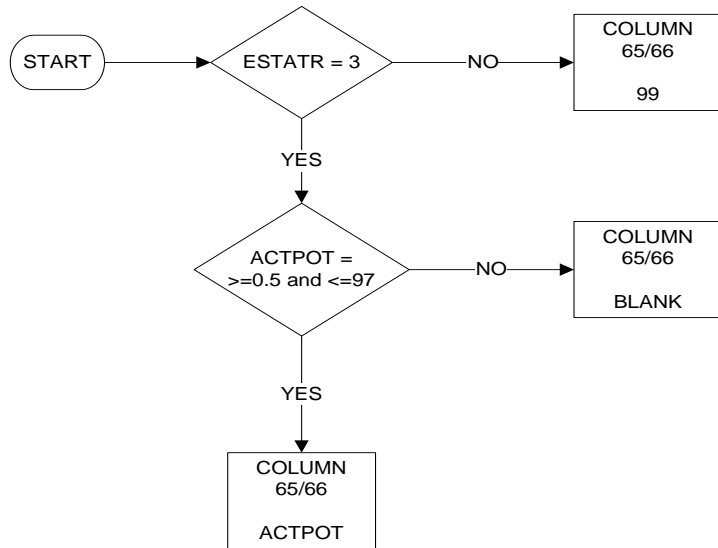 START
ESTATR = 3
NO
COLUMN
65/66
99
YES
ACTPOT =
>=0.5 and <=97
NO
COLUMN
65/66
BLANK
YES
COLUMN
65/66
ACTPOT